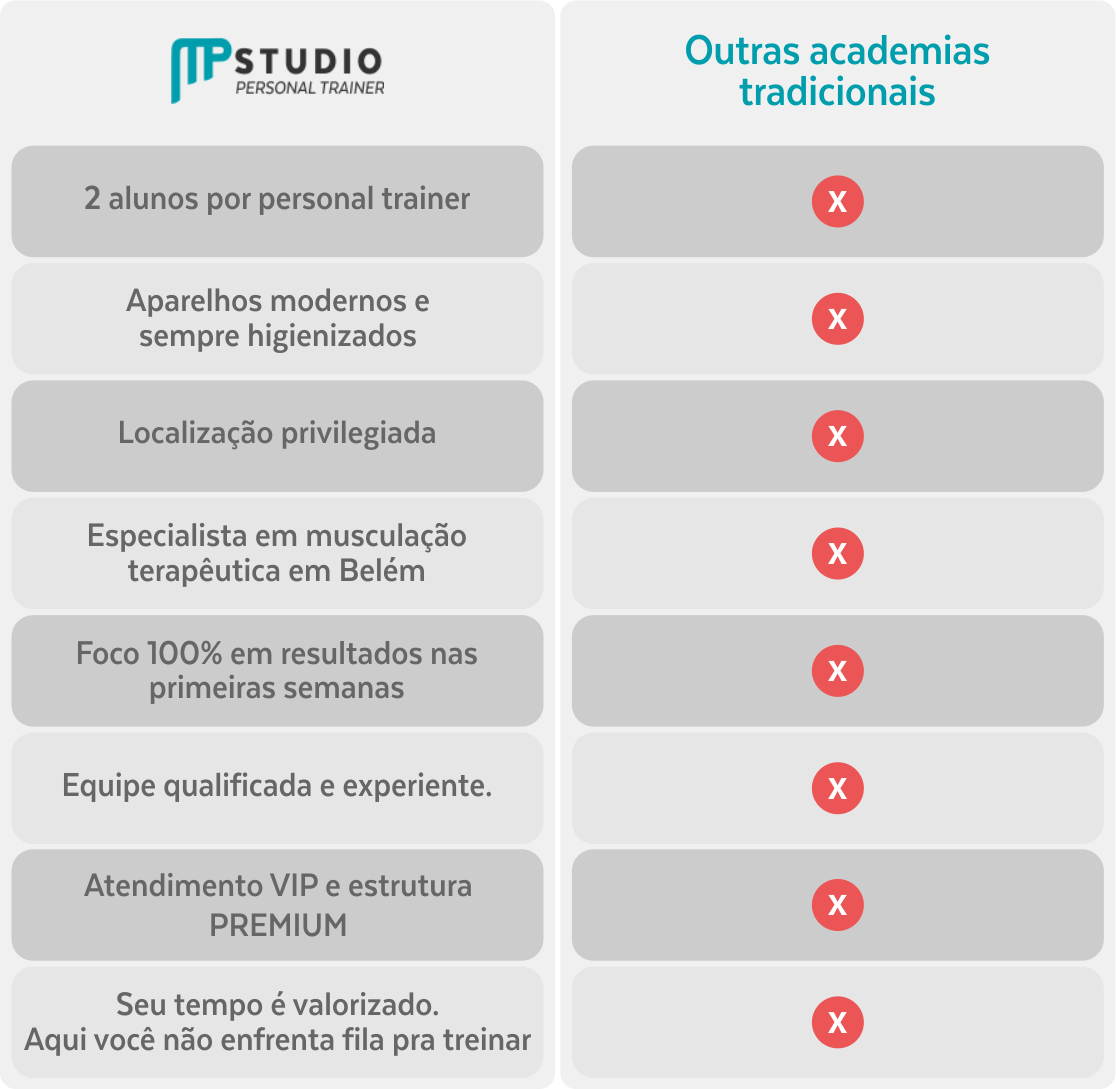 MP STUDIO
PERSONAL TRAINER
Outras academias
tradicionais
2 alunos por personal trainer
X
Aparelhos modernos e
sempre higienizados
X
Localização privilegiada
X
Especialista em musculação
terapêutica em Belém
X
Foco 100% em resultados nas
primeiras semanas
X
Equipe qualificada e experiente.
X
Atendimento VIP e estrutura
PREMIUM
X
Seu tempo é valorizado.
Aqui você não enfrenta fila pra treinar
X